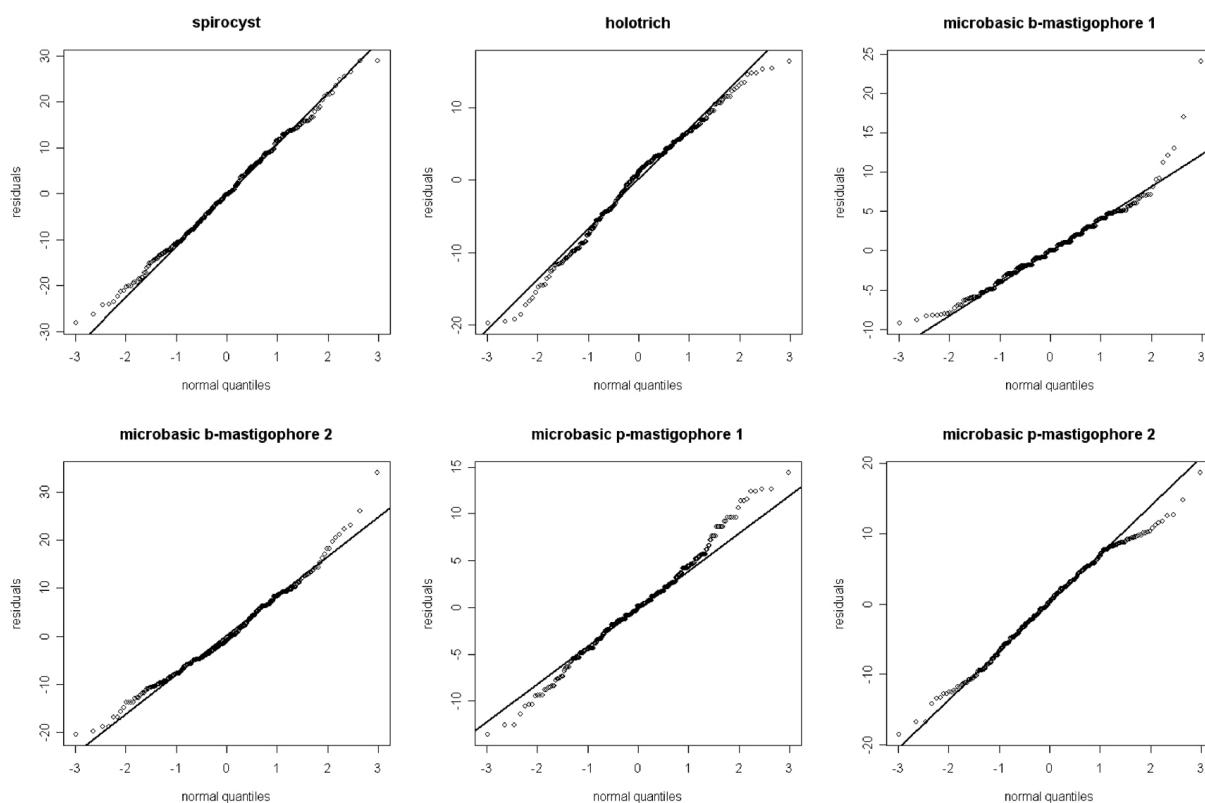 spirocyst
holotrich
microbasic b-mastigophore 1
residuals
-30 -20 -10 0 10 20 30
-3 -2 -1 0 1 2 3
normal quantiles
residuals
-20 -10 0 10
-3 -2 -1 0 1 2 3
normal quantiles
residuals
-10 -5 0 5 10 15 20 25
-3 -2 -1 0 1 2 3
normal quantiles
microbasic b-mastigophore 2
microbasic p-mastigophore 1
microbasic p-mastigophore 2
residuals
-20 -10 0 10 20 30
-3 -2 -1 0 1 2 3
normal quantiles
residuals
-10 -5 0 5 10 15
-3 -2 -1 0 1 2 3
normal quantiles
residuals
-20 -10 0 10 20
-3 -2 -1 0 1 2 3
normal quantiles